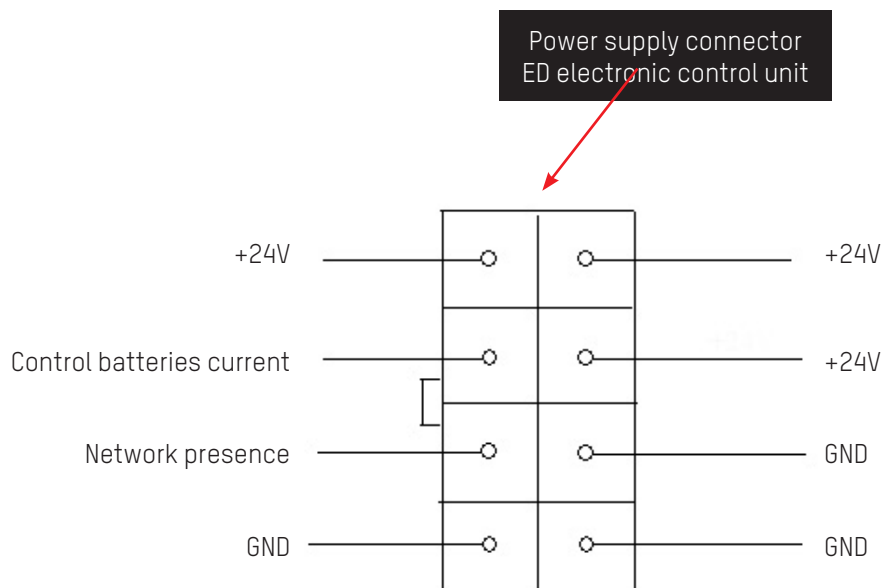 Power supply connector
ED electronic control unit
+24V +24V
Control batteries current +24V
Network presence GND
GND GND